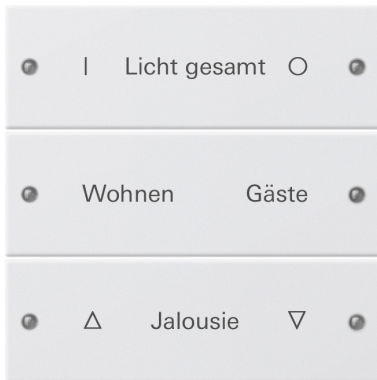 I Licht gesamt O
Wohnen Gäste
△ Jalousie ▽